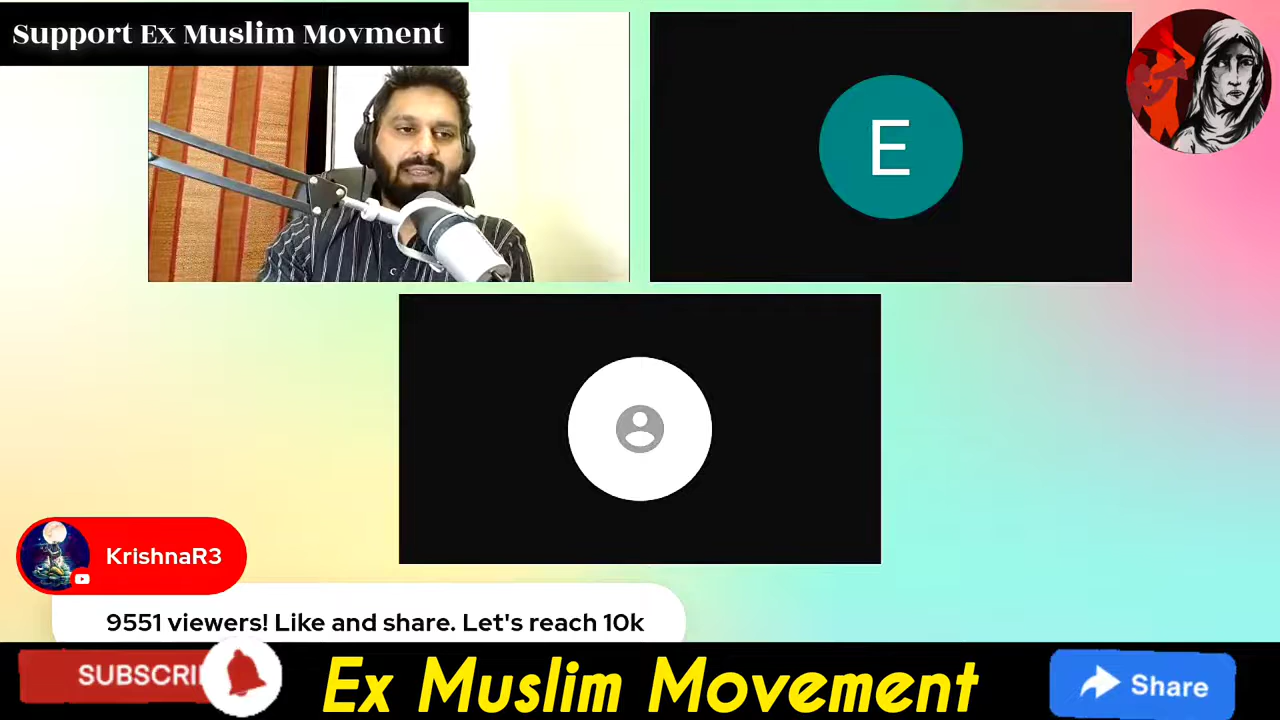 Support Ex Muslim Movment
E
KrishnaR3
9551 viewers! Like and share. Let's reach 10k
SUBSCRI
Ex Muslim Movement
Share